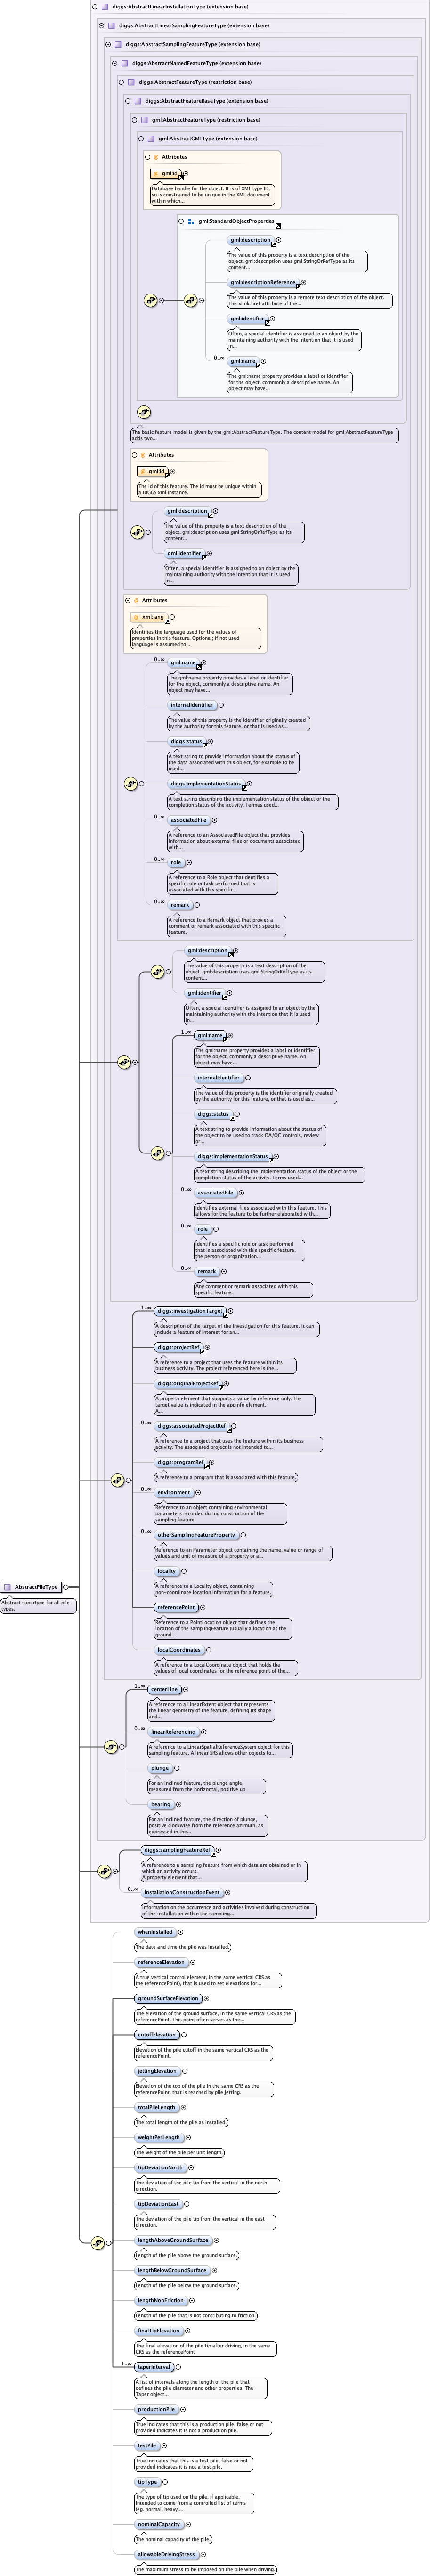 diggs:AbstractLinearInstallationType (extension base)
diggs:AbstractLinearSamplingFeatureType (extension base)
diggs:AbstractSamplingFeatureType (extension base)
diggs:AbstractNamedFeatureType (extension base)
diggs:AbstractFeatureType (restriction base)
diggs:AbstractFeatureBaseType (extension base)
gml:AbstractFeatureType (restriction base)
gml:AbstractGMLType (extension base)
Attributes
gml:id
Database handle for the object. It is of XML type ID,
so is constrained to be unique in the XML document
within which...
gml:StandardObjectProperties
gml:description
The value of this property is a text description of the
object. gml:description uses gml:StringOrRefType as its
content...
gml:descriptionReference
The value of this property is a remote text description of the object.
The xlink:href attribute of the...
gml:identifier
Often, a special identifier is assigned to an object by the
maintaining authority with the intention that it is used
in...
gml:name
0..∞
The gml:name property provides a label or identifier
for the object, commonly a descriptive name. An
object may have...
The basic feature model is given by the gml:AbstractFeatureType. The content model for gml:AbstractFeatureType
adds two...
Attributes
gml:id
The id of this feature. The id must be unique within
a DIGGS xml instance.
gml:description
The value of this property is a text description of the
object. gml:description uses gml:StringOrRefType as its
content...
gml:identifier
Often, a special identifier is assigned to an object by the
maintaining authority with the intention that it is used
in...
Attributes
xml:lang
Identifies the language used for the values of
properties in this feature. Optional; if not used
language is assumed to...
0..∞
gml:name
The gml:name property provides a label or identifier
for the object, commonly a descriptive name. An
object may have...
internalIdentifier
The value of this property is the identifier originally created
by the authority for this feature, or that is used as...
diggs:status
A text string to provide information about the status of the
data associated with this object, for example to be
used...
diggs:implementationStatus
A text string describing the implementation status of the object or the
completion status of the activity. Termes used...
0..∞
associatedFile
A reference to an AssociatedFile object that provides
information about external files or documents associated
with...
0..∞
role
A reference to a Role object that dentifies a
specific role or task performed that is
associated with this specific...
0..∞
remark
A reference to a Remark object that provies a
comment or remark associated with this specific
feature.
gml:description
The value of this property is a text description of the
object. gml:description uses gml:StringOrRefType as its
content...
gml:identifier
Often, a special identifier is assigned to an object by the
maintaining authority with the intention that it is used
in...
1..∞
gml:name
The gml:name property provides a label or identifier
for the object, commonly a descriptive name. An
object may have...
internalIdentifier
The value of this property is the identifier originally created
by the authority for this feature, or that is used as...
diggs:status
A text string to provide information about the status of
the object to be used to track QA/QC controls, review
or...
diggs:implementationStatus
A text string describing the implementation status of the object or the
completion status of the activity. Terms used...
0..∞
associatedFile
Identifies external files associated with this feature. This
allows for the feature to be further elaborated with...
0..∞
role
Identifies a specific role or task performed
that is associated with this specific feature,
the person or organization...
0..∞
remark
Any comment or remark associated with this
specific feature.
1..∞
diggs:investigationTarget
A description of the target of the investigation for this feature. It can
include a feature of interest for an...
diggs:projectRef
A reference to a project that uses the feature within its
business activity. The project referenced here is the...
diggs:originalProjectRef
A property element that supports a value by reference only. The
target value is indicated in the appinfo element.
A...
0..∞
diggs:associatedProjectRef
A reference to a project that uses the feature within its business
activity. The associated project is not intended to...
0..∞
diggs:programRef
A reference to a program that is associated with this feature.
0..∞
environment
Reference to an object containing environmental
parameters recorded during construction of the
sampling feature
0..∞
otherSamplingFeatureProperty
Reference to an Parameter object containing the name, value or range of
values and unit of measure of a property or a...
locality
A reference to a Locality object, containing
non-coordinate location information for a feature.
referencePoint
Reference to a PointLocation object that defines the
location of the samplingFeature (usually a location at the
ground...
localCoordinates
A reference to a LocalCoordinate object that holds the
values of local coordinates for the reference point of the...
AbstractPileType
Abstract supertype for all pile
types.
1..∞
centerLine
A reference to a LinearExtent object that represents
the linear geometry of the feature, defining its shape
and...
0..∞
linearReferencing
A reference to a LinearSpatialReferenceSystem object for this
sampling feature. A linear SRS allows other objects to...
plunge
For an inclined feature, the plunge angle,
measured from the horizontal, positive up
bearing
For an inclined feature, the direction of plunge,
positive clockwise from the reference azimuth, as
expressed in the...
diggs:samplingFeatureRef
A reference to a sampling feature from which data are obtained or in
which an activity occurs.
A property element that...
0..∞
installationConstructionEvent
Information on the occurrence and activities involved during construction
of the installation within the sampling...
whenInstalled
The date and time the pile was installed.
referenceElevation
A true vertical control element, in the same vertical CRS as the
referencePoint), that is used to set elevations for...
groundSurfaceElevation
The elevation of the ground surface, in the same vertical CRS as the
referencePoint. This point often serves as the...
cutoffElevation
Elevation of the pile cutoff in the same vertical CRS as the
referencePoint.
jettingElevation
Elevation of the top of the pile in the same CRS as the
referencePoint, that is reached by pile jetting.
totalPileLength
The total length of the pile as installed.
weightPerLength
The weight of the pile per unit length.
tipDeviationNorth
The deviation of the pile tip from the vertical in the north
direction.
tipDeviationEast
The deviation of the pile tip from the vertical in the east
direction.
lengthAboveGroundSurface
Length of the pile above the ground surface.
lengthBelowGroundSurface
Length of the pile below the ground surface.
lengthNonFriction
Length of the pile that is not contributing to friction.
finalTipElevation
The final elevation of the pile tip after driving, in the same
CRS as the referencePoint
1..∞
taperInterval
A list of intervals along the length of the pile that
defines the pile diameter and other properties. The
Taper object...
productionPile
True indicates that this is a production pile, false or not
provided indicates it is not a production pile.
testPile
True indicates that this is a test pile, false or not
provided indicates it is not a test pile.
tipType
The type of tip used on the pile, if applicable.
Intended to come from a controlled list of terms
(eg. normal, heavy,...
nominalCapacity
The nominal capacity of the pile.
allowableDrivingStress
The maximum stress to be imposed on the pile when driving.